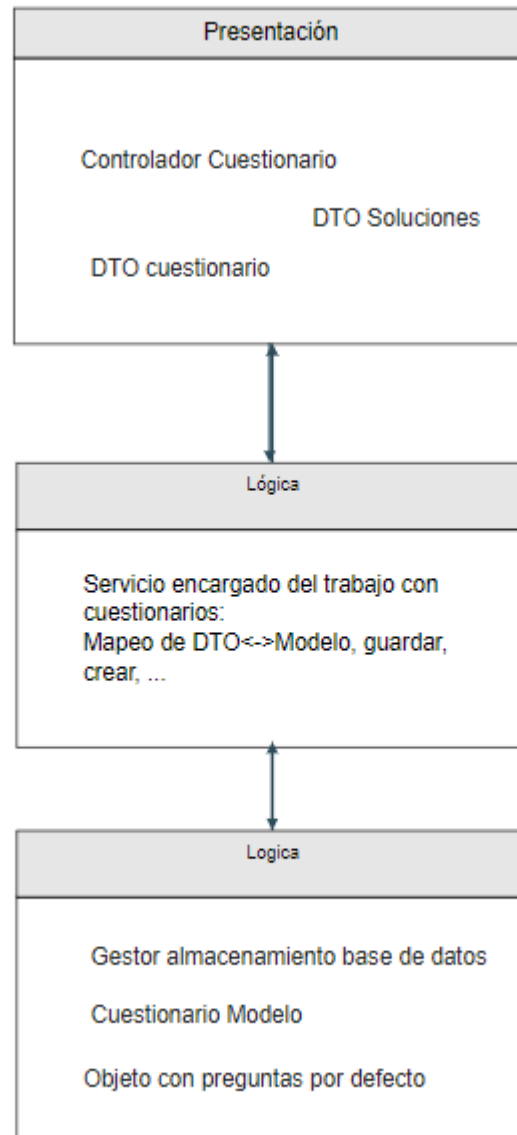 Presentación
Controlador Cuestionario
DTO Soluciones
DTO cuestionario
Lógica
Servicio encargado del trabajo con
cuestionarios:
Mapeo de DTO<->Modelo, guardar,
crear, ...
Logica
Gestor almacenamiento base de datos
Cuestionario Modelo
Objeto con preguntas por defecto